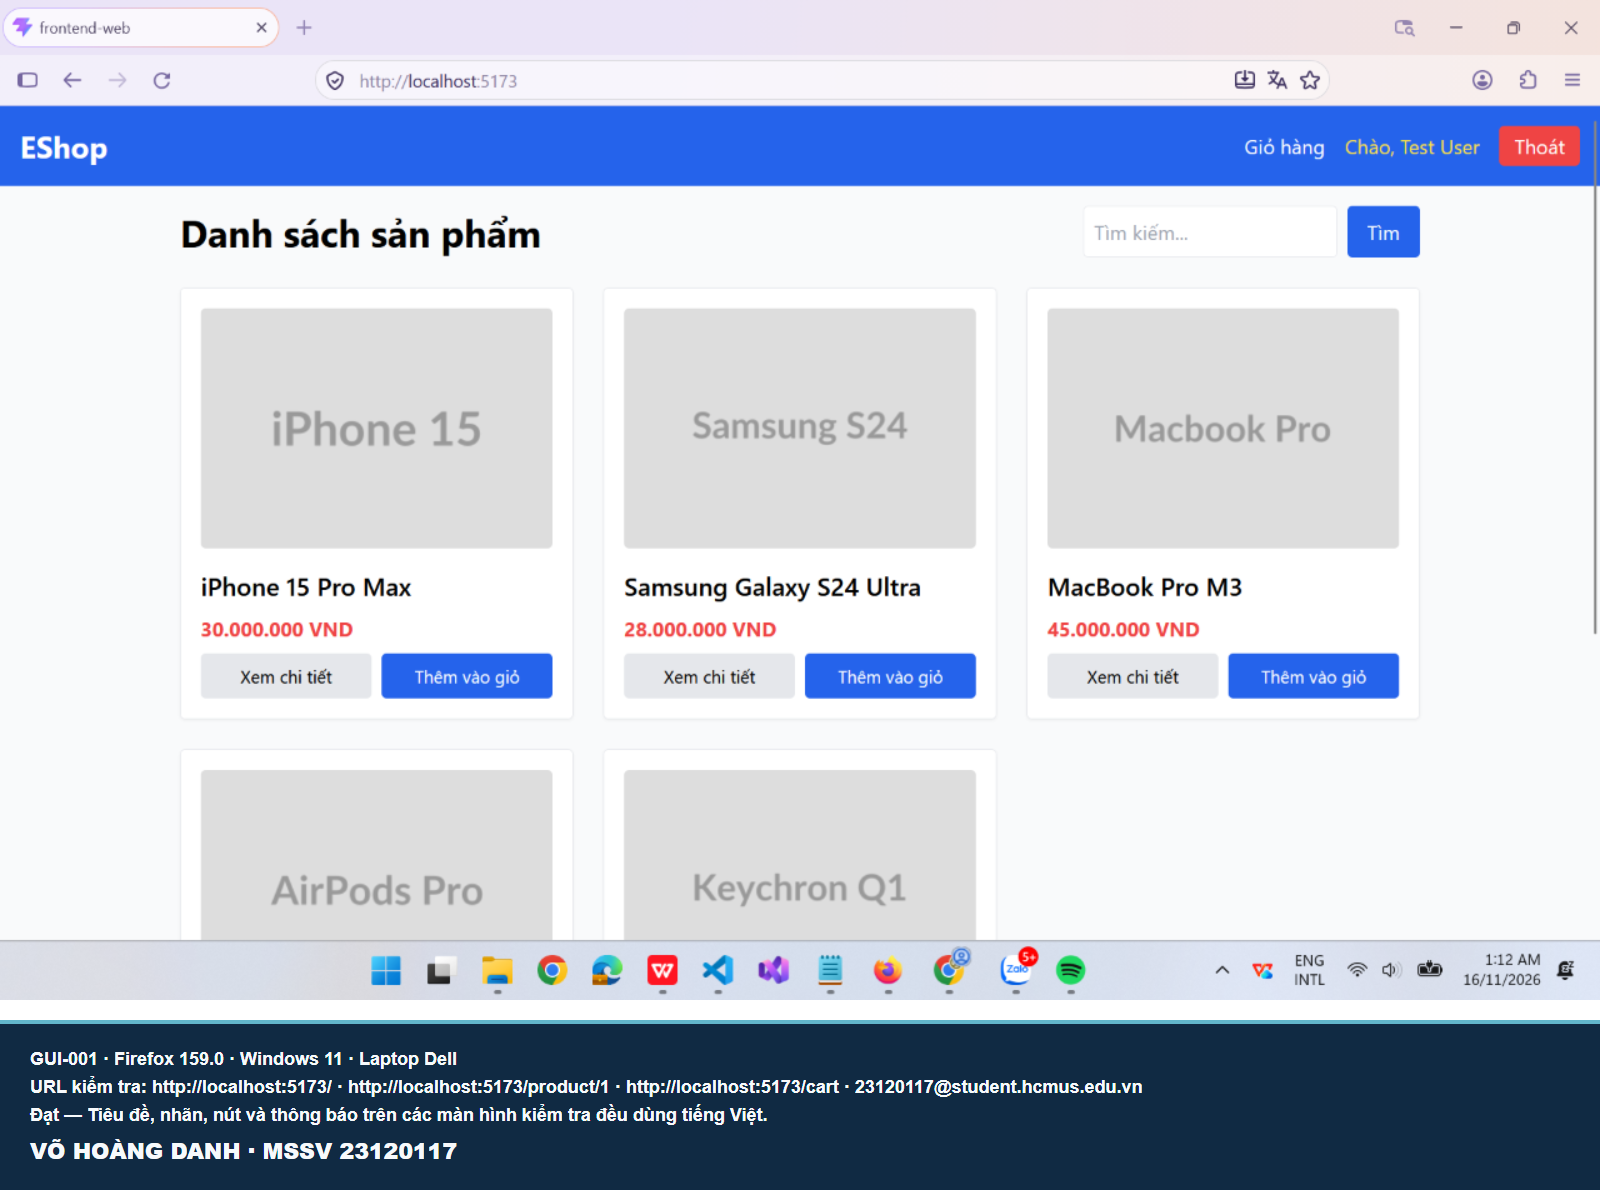 frontend-web
http://localhost:5173
EShop
Giỏ hàng
Chào, Test User
Thoát
Danh sách sản phẩm
Tìm kiếm...
Tìm
iPhone 15
Samsung S24
Macbook Pro
iPhone 15 Pro Max
Samsung Galaxy S24 Ultra
MacBook Pro M3
30.000.000 VND
28.000.000 VND
45.000.000 VND
Xem chi tiết
Thêm vào giỏ
Xem chi tiết
Thêm vào giỏ
Xem chi tiết
Thêm vào giỏ
AirPods Pro
Keychron Q1
Zalo
5+
ENG
INTL
1:12 AM
16/11/2026
GUI-001 · Firefox 159.0 · Windows 11 · Laptop Dell
URL kiểm tra: http://localhost:5173/ · http://localhost:5173/product/1 · http://localhost:5173/cart · 23120117@student.hcmus.edu.vn
Đạt — Tiêu đề, nhãn, nút và thông báo trên các màn hình kiểm tra đều dùng tiếng Việt.
VÕ HOÀNG DANH · MSSV 23120117